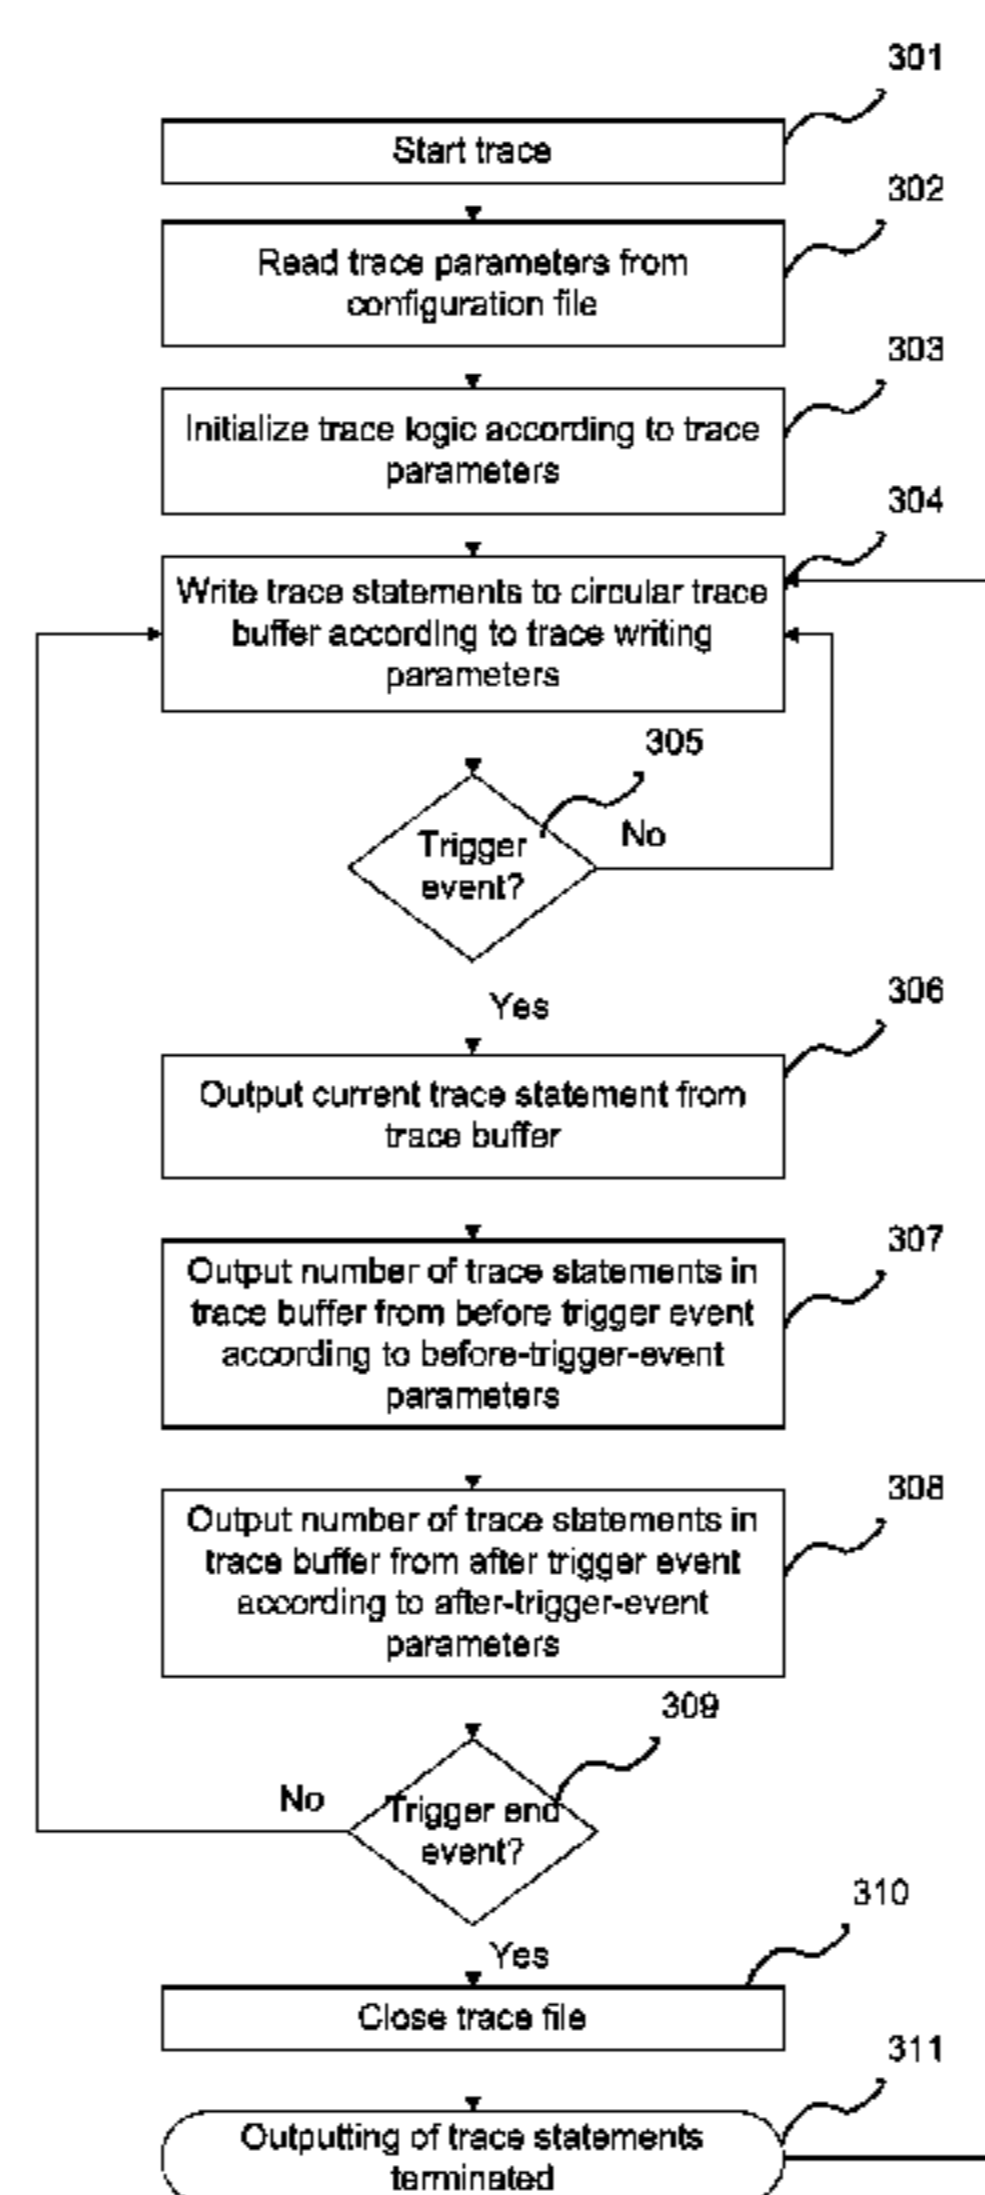 301
Start trace
302
Read trace parameters from
configuration file
303
Initialize trace logic according to trace
parameters
304
Write trace statements to circular trace
buffer according to trace writing
parameters
305
Trigger
event?
No
Yes
306
Output current trace statement from
trace buffer
307
Output number of trace statements in
trace buffer from before trigger event
according to before-trigger-event
parameters
308
Output number of trace statements in
trace buffer from after trigger event
according to after-trigger-event
parameters
309
No
Trigger end
event?
Yes
310
Close trace file
311
Outputting of trace statements
terminated